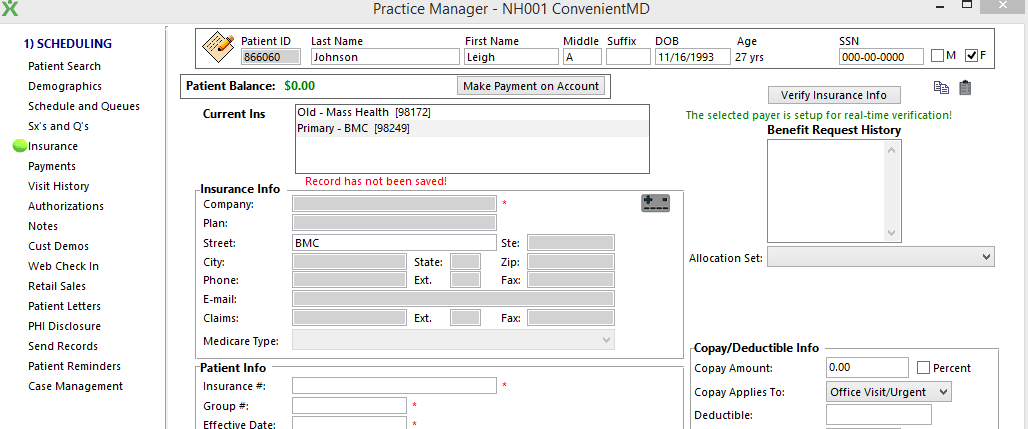 Practice Manager - NH001 ConvenientMD
1) SCHEDULING
Patient Search
Demographics
Schedule and Queues
Sx's and Q's
Insurance
Payments
Visit History
Authorizations
Notes
Cust Demos
Web Check In
Retail Sales
Patient Letters
PHI Disclosure
Send Records
Patient Reminders
Case Management
Patient ID Last Name First Name Middle Suffix DOB Age SSN
866060 Johnson Leigh A 11/16/1993 27 yrs 000-00-0000 M F
Patient Balance: $0.00 Make Payment on Account
Current Ins
Old - Mass Health [98172]
Primary - BMC [98249]
Record has not been saved!
Verify Insurance Info
The selected payer is setup for real-time verification!
Benefit Request History
Allocation Set:
Insurance Info
Company: *
Plan:
Street: BMC Ste:
City: State: Zip:
Phone: Ext. Fax:
E-mail:
Claims: Ext. Fax:
Medicare Type:
Patient Info
Insurance #: *
Group #: *
Effective Date: *
Copay/Deductible Info
Copay Amount: 0.00 Percent
Copay Applies To: Office Visit/Urgent
Deductible: